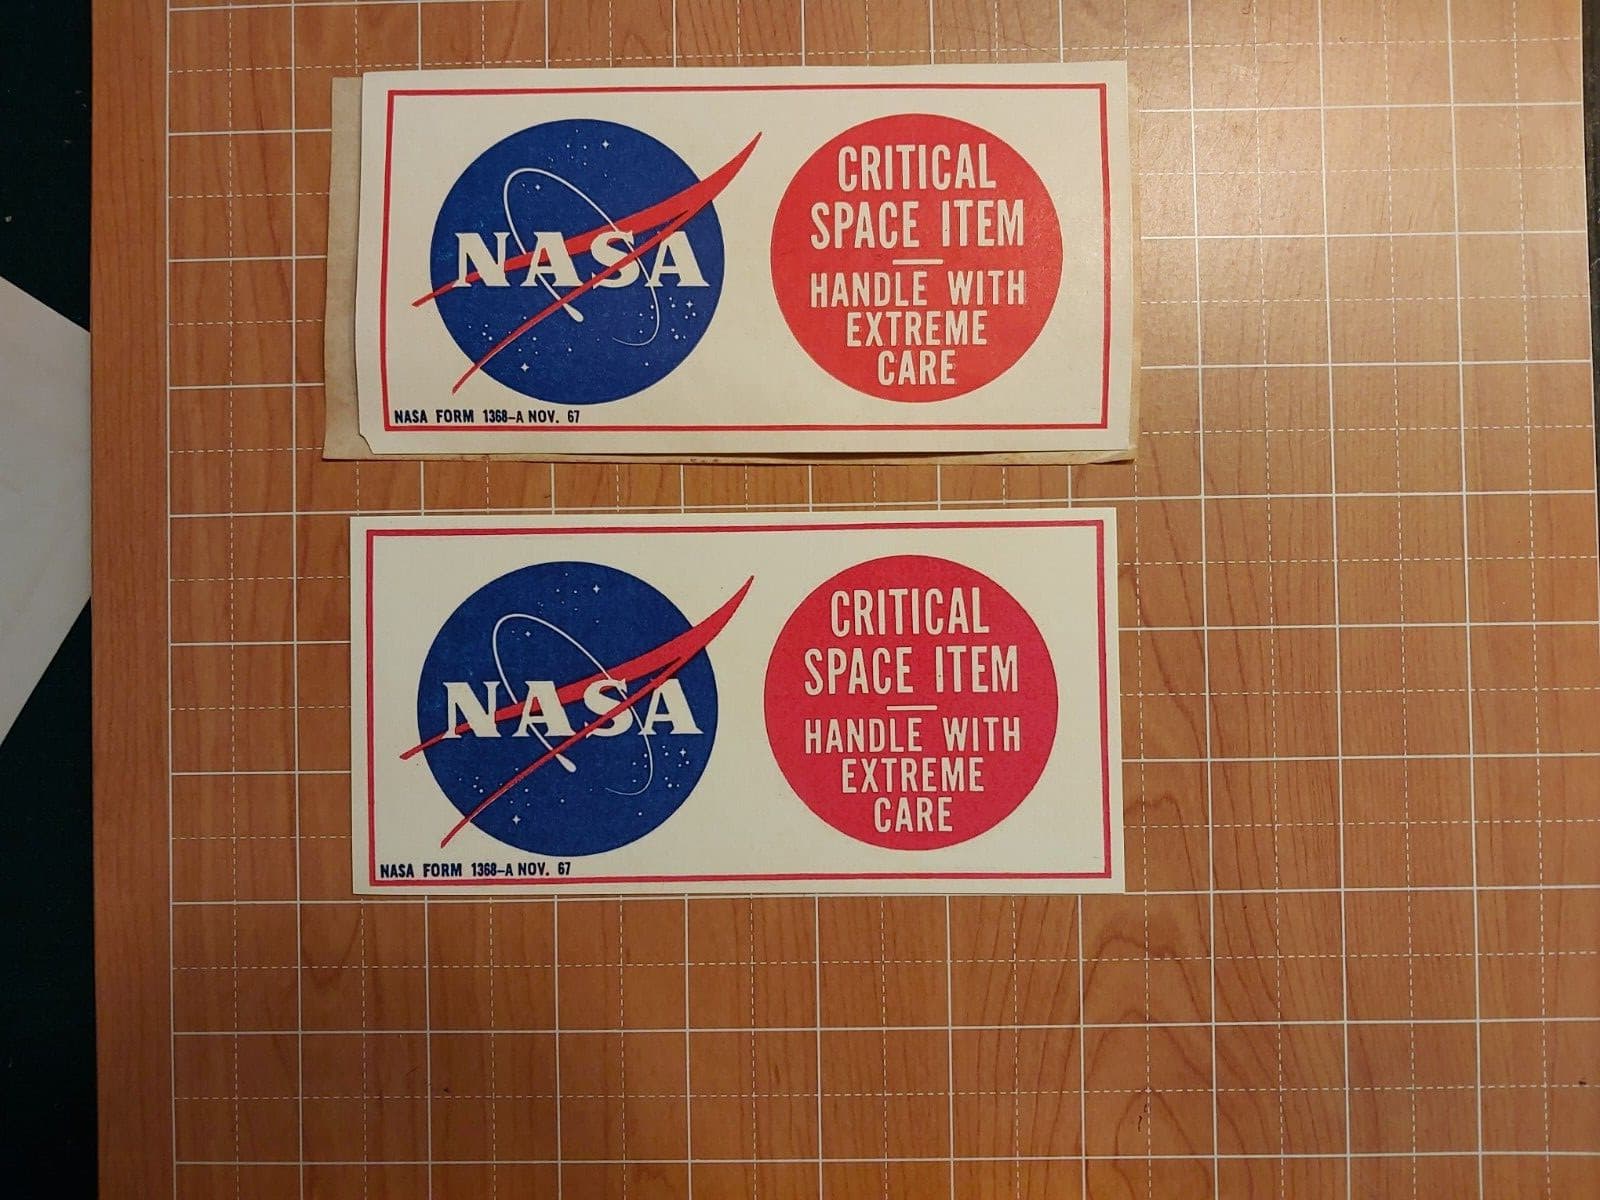 NASA
CRITICAL
SPACE ITEM
HANDLE WITH
EXTREME
CARE
NASA FORM 1368-A NOV. 67
NASA
CRITICAL
SPACE ITEM
HANDLE WITH
EXTREME
CARE
NASA FORM 1368-A NOV. 67